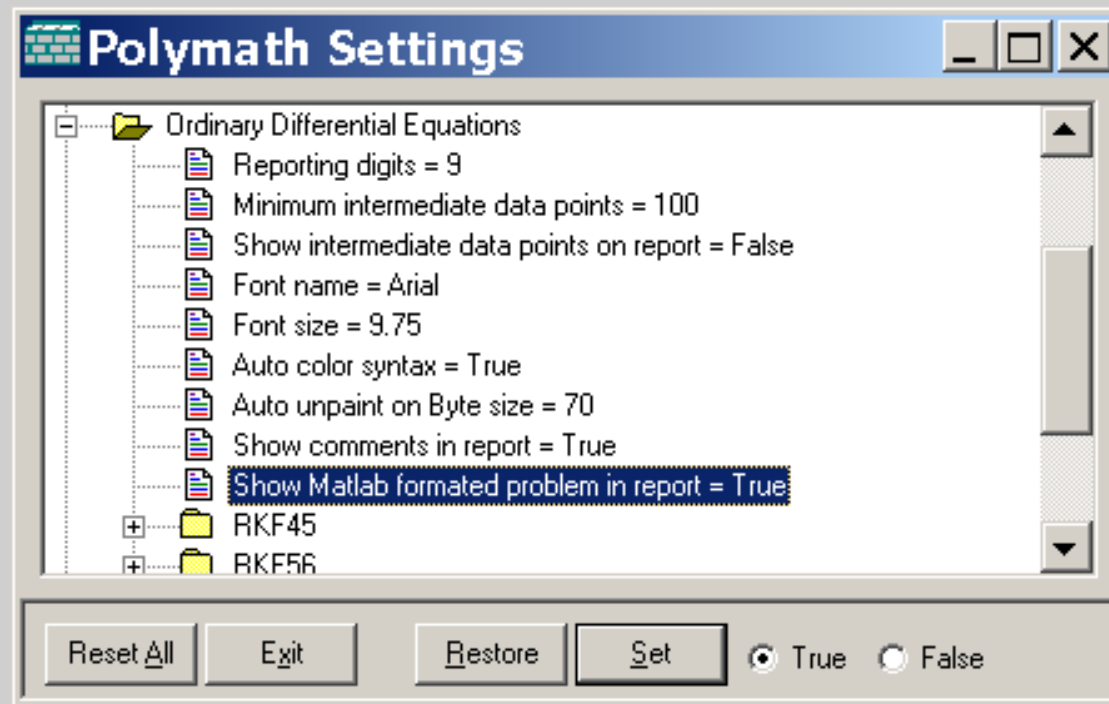 Polymath Settings
Ordinary Differential Equations
Reporting digits = 9
Minimum intermediate data points = 100
Show intermediate data points on report = False
Font name = Arial
Font size = 9.75
Auto color syntax = True
Auto unpaint on Byte size = 70
Show comments in report = True
Show Matlab formated problem in report = True
RKF45
RKF56
Reset All Exit Restore Set True False